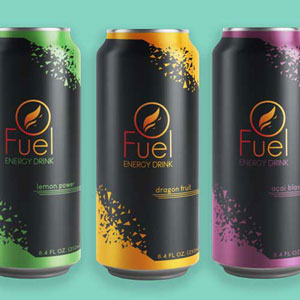 Fuel
ENERGY DRINK
lemon power
8.4 FL. OZ.
Fuel
ENERGY DRINK
dragon fruit
8.4 FL. OZ.
Fuel
ENERGY DRINK
açai
8.4 FL. OZ.